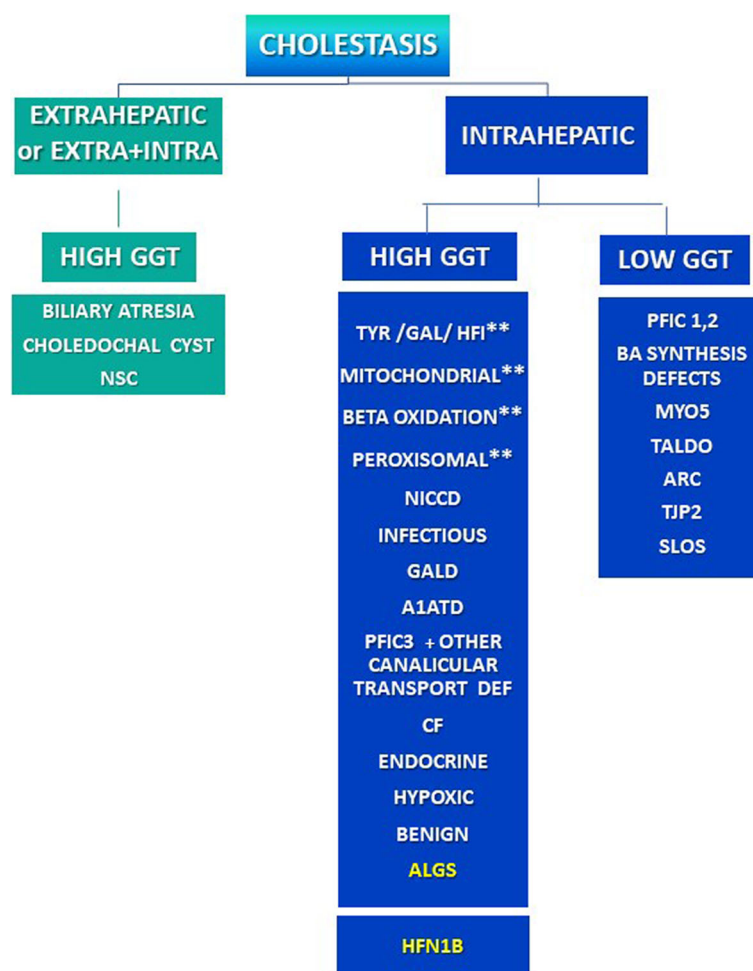 CHOLESTASIS
EXTRAHEPATIC
or EXTRA+INTRA
INTRAHEPATIC
HIGH GGT
HIGH GGT
LOW GGT
BILIARY ATRESIA
CHOLEDOCHAL CYST
NSC
TYR /GAL/ HFI**
MITOCHONDRIAL**
BETA OXIDATION**
PEROXISOMAL**
NICCD
INFECTIOUS
GALD
A1ATD
PFIC3 + OTHER
CANALICULAR
TRANSPORT DEF
CF
ENDOCRINE
HYPOXIC
BENIGN
ALGS
HFN1B
PFIC 1,2
BA SYNTHESIS
DEFECTS
MYO5
TALDO
ARC
TJP2
SLOS